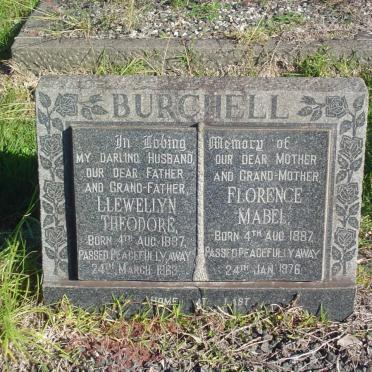 BURCHELL
In Loving Memory of
MY DARLING HUSBAND,
OUR DEAR FATHER
AND GRAND-FATHER,
LLEWELLYN
THEODORE,
BORN 4TH AUG. 1887,
PASSED PEACEFULLY AWAY
24TH MARCH 1963.
OUR DEAR MOTHER
AND GRAND-MOTHER,
FLORENCE
MABEL,
BORN 4TH AUG. 1887,
PASSED PEACEFULLY AWAY
24TH JAN. 1976.
HOME AT LAST